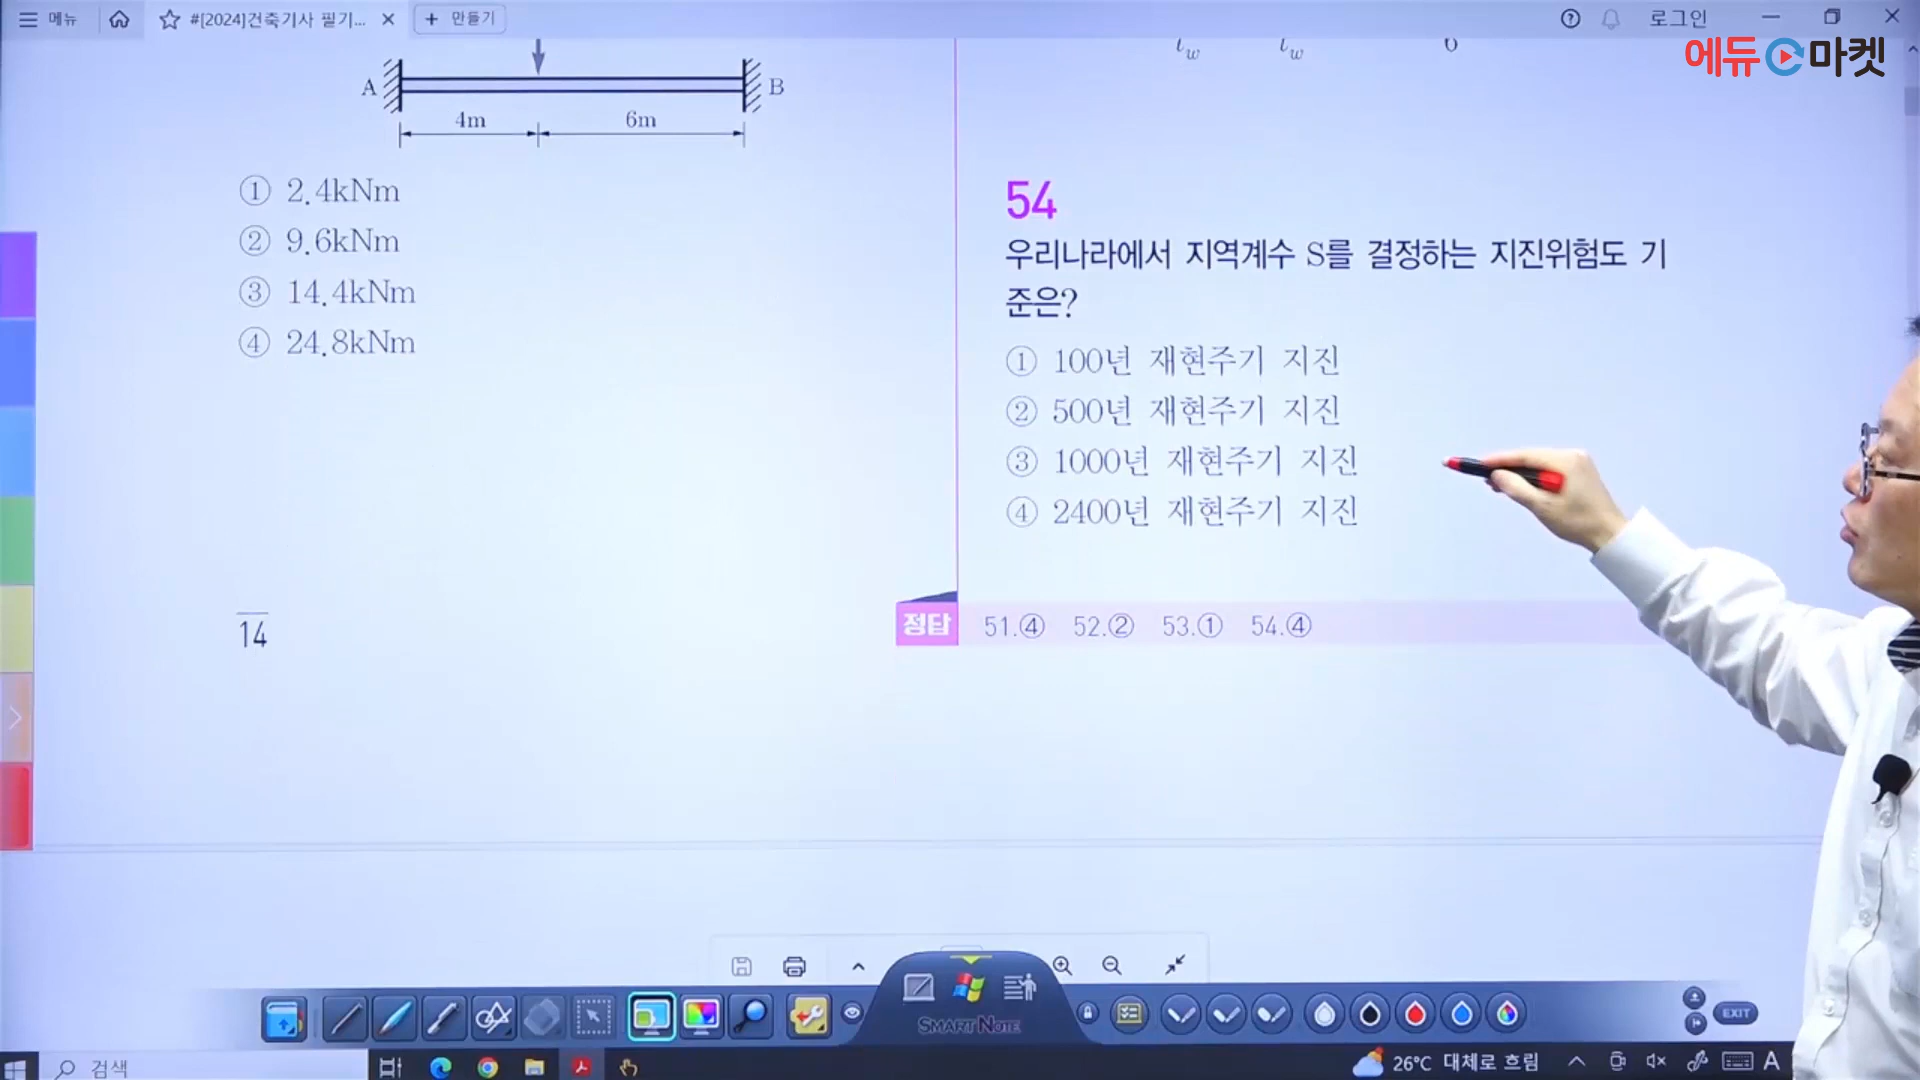 메뉴
#[2024]건축기사 필기...
+ 만들기
로그인
에듀마켓
A
B
4m
6m
① 2.4kNm
② 9.6kNm
③ 14.4kNm
④ 24.8kNm
14
t_w t_w 6
54
우리나라에서 지역계수 S를 결정하는 지진위험도 기
준은?
① 100년 재현주기 지진
② 500년 재현주기 지진
③ 1000년 재현주기 지진
④ 2400년 재현주기 지진
정답 51.④ 52.② 53.① 54.④
SMART NOTE
EXIT
검색
26°C 대체로 흐림
A